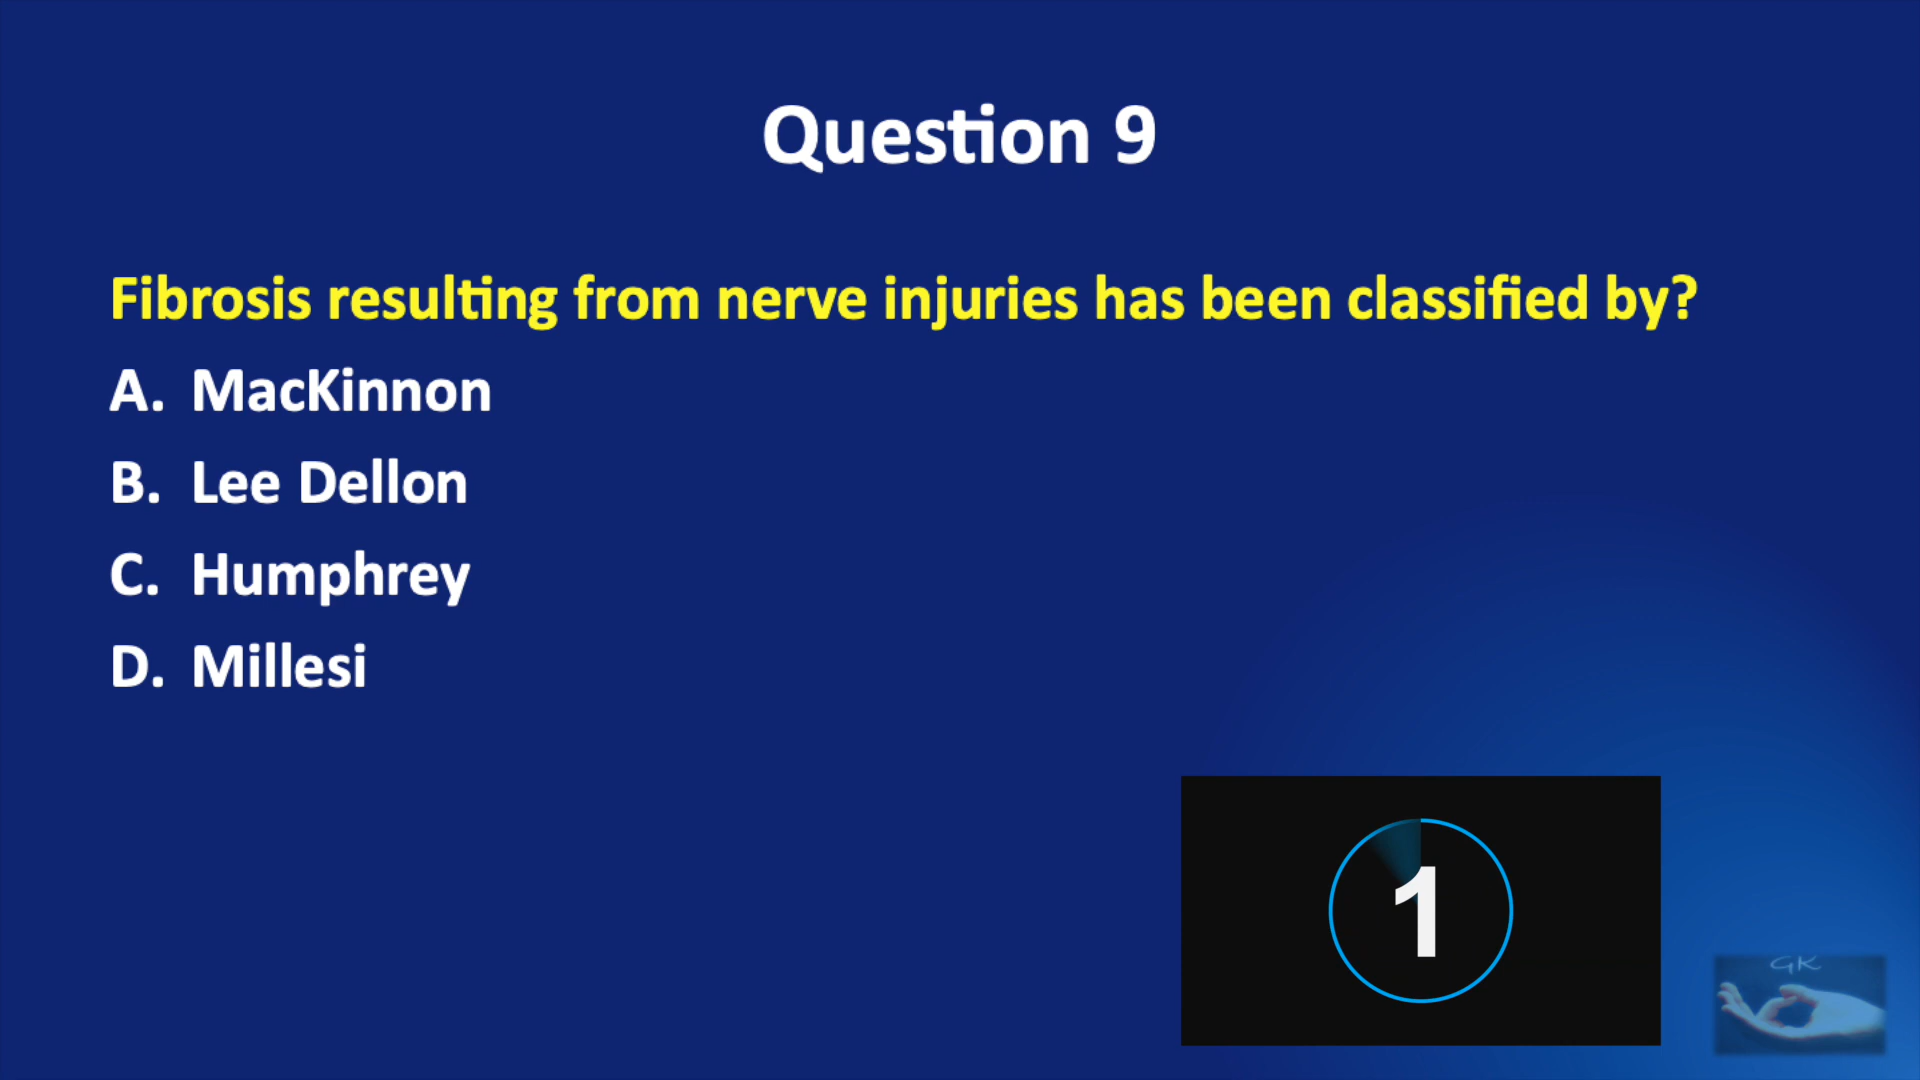 Question 9
Fibrosis resulting from nerve injuries has been classified by?
A. MacKinnon
B. Lee Dellon
C. Humphrey
D. Millesi
1
GK